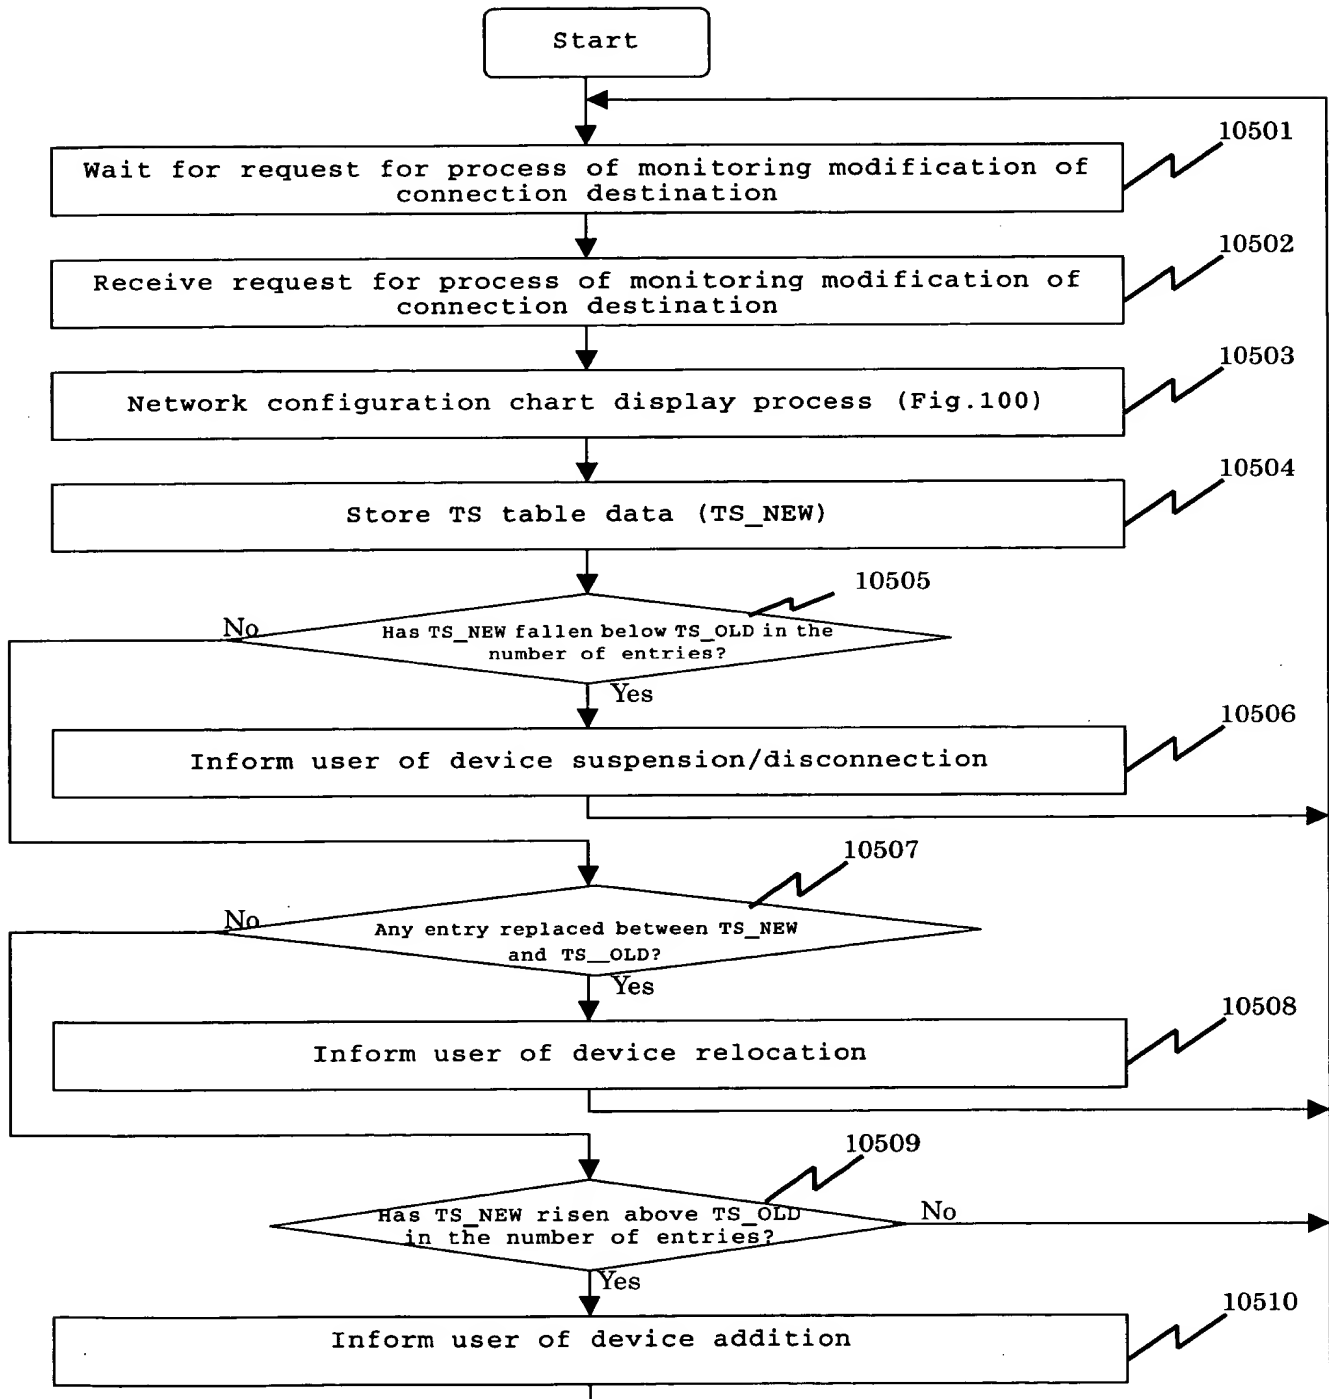 Start
10501
Wait for request for process of monitoring modification of
connection destination
10502
Receive request for process of monitoring modification of
connection destination
10503
Network configuration chart display process (Fig.100)
10504
Store TS table data (TS_NEW)
10505
No
Has TS_NEW fallen below TS_OLD in the
number of entries?
Yes
10506
Inform user of device suspension/disconnection
10507
No
Any entry replaced between TS_NEW
and TS__OLD?
Yes
10508
Inform user of device relocation
10509
Has TS_NEW risen above TS_OLD
in the number of entries?
No
Yes
10510
Inform user of device addition